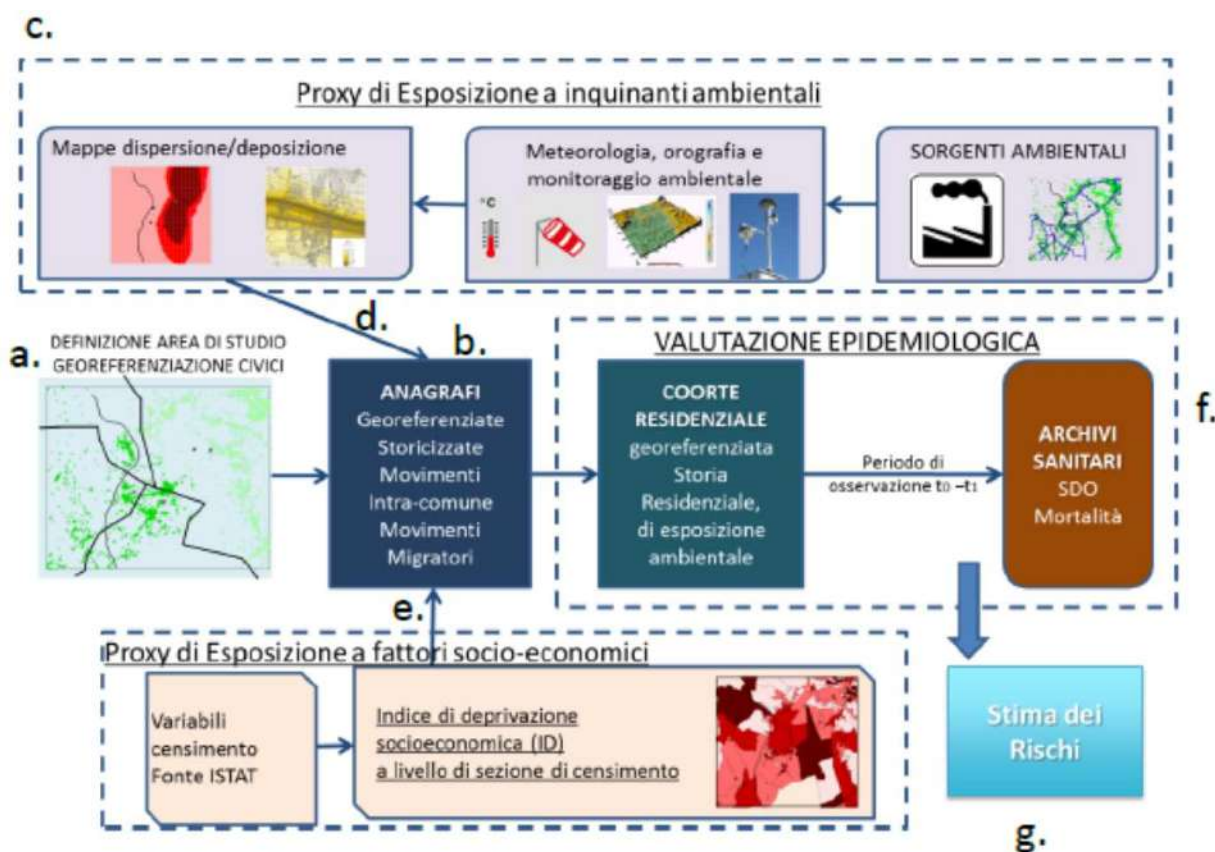 c.
Proxy di Esposizione a inquinanti ambientali
Mappe dispersione/deposizione
Meteorologia, orografia e
monitoraggio ambientale
°C
SORGENTI AMBIENTALI
d.
a.
DEFINIZIONE AREA DI STUDIO
GEOREFERENZIAZIONE CIVICI
b.
ANAGRAFI
Georeferenziate
Storicizzate
Movimenti
Intra-comune
Movimenti
Migratori
VALUTAZIONE EPIDEMIOLOGICA
COORTE
RESIDENZIALE
georeferenziata
Storia
Residenziale,
di esposizione
ambientale
Periodo di
osservazione t0 –t1
ARCHIVI
SANITARI
SDO
Mortalità
f.
e.
Proxy di Esposizione a fattori socio-economici
Variabili
censimento
Fonte ISTAT
Indice di deprivazione
socioeconomica (ID)
a livello di sezione di censimento
Stima dei
Rischi
g.